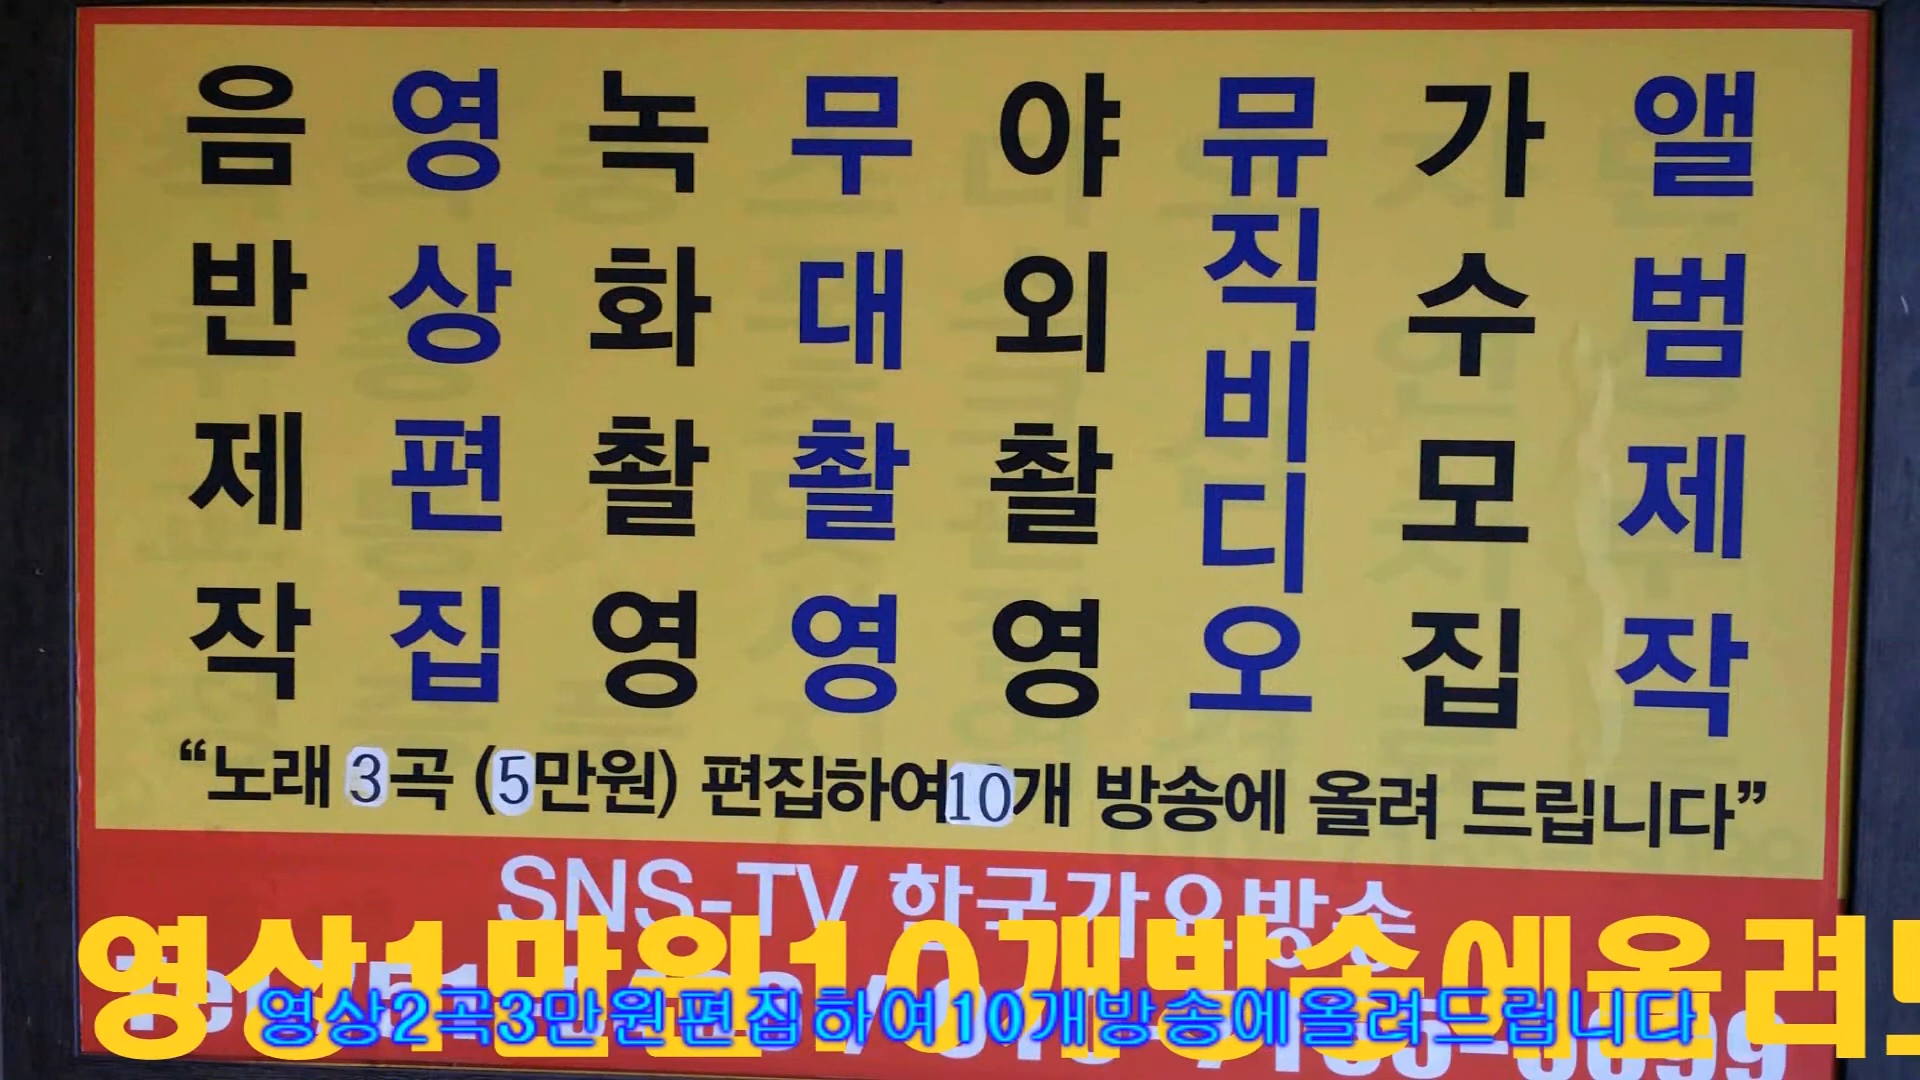 음반제작
영상편집
녹화촬영
무대촬영
야외촬영
뮤직비디오
가수모집
앨범제작
“노래 3곡 (5만원) 편집하여 10개 방송에 올려 드립니다”
SNS-TV 한국가요방송
영상1만원10개방송에올려
영상2곡3만원편집하여10개방송에올려드립니다